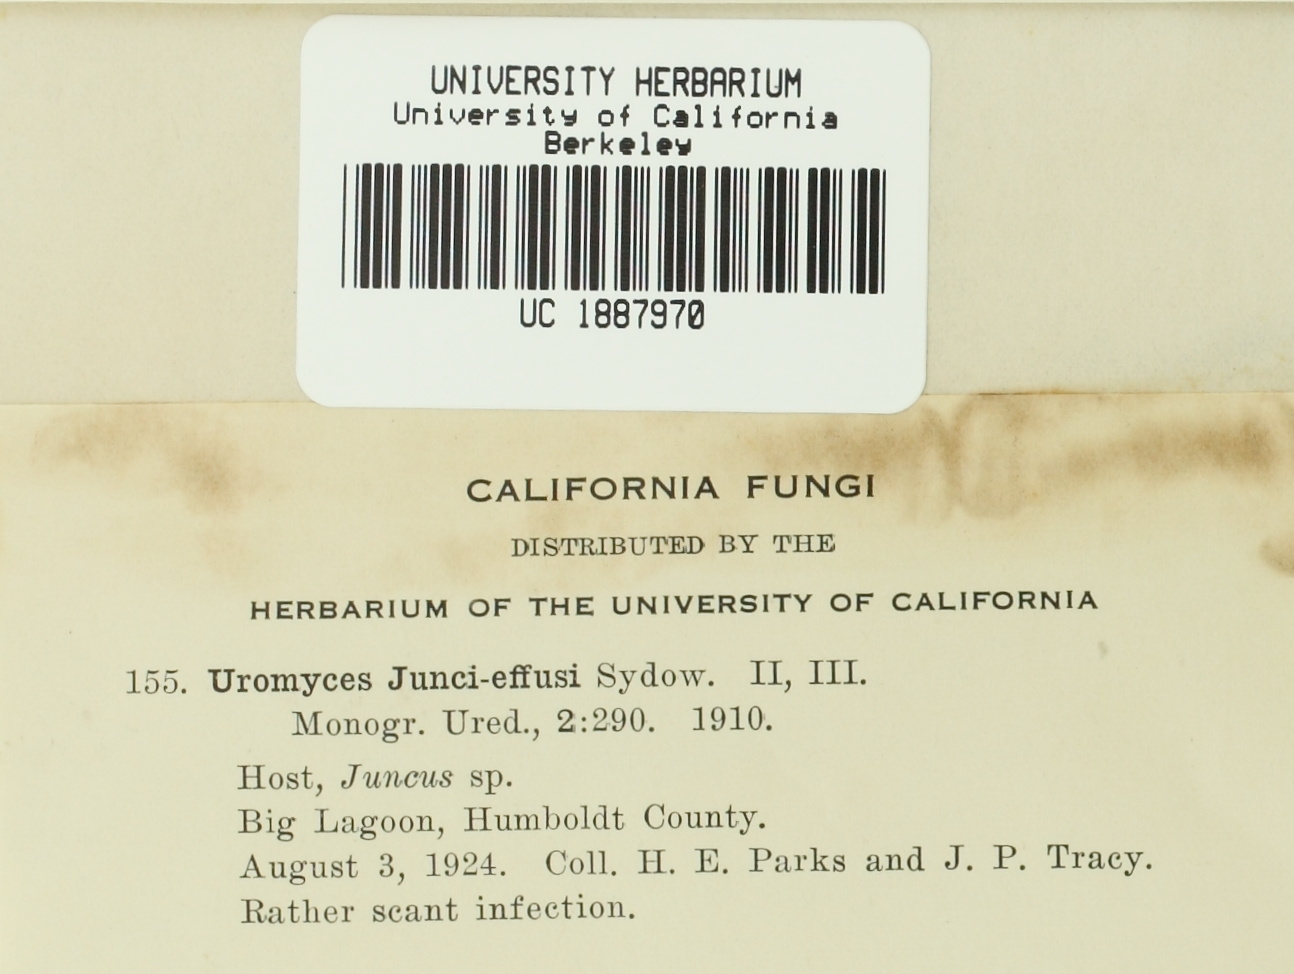 UNIVERSITY HERBARIUM
University of California
Berkeley
UC 1887970
CALIFORNIA FUNGI
DISTRIBUTED BY THE
HERBARIUM OF THE UNIVERSITY OF CALIFORNIA
155. Uromyces Junci-effusi Sydow. II, III.
Monogr. Ured., 2:290. 1910.
Host, Juncus sp.
Big Lagoon, Humboldt County.
August 3, 1924. Coll. H. E. Parks and J. P. Tracy.
Rather scant infection.